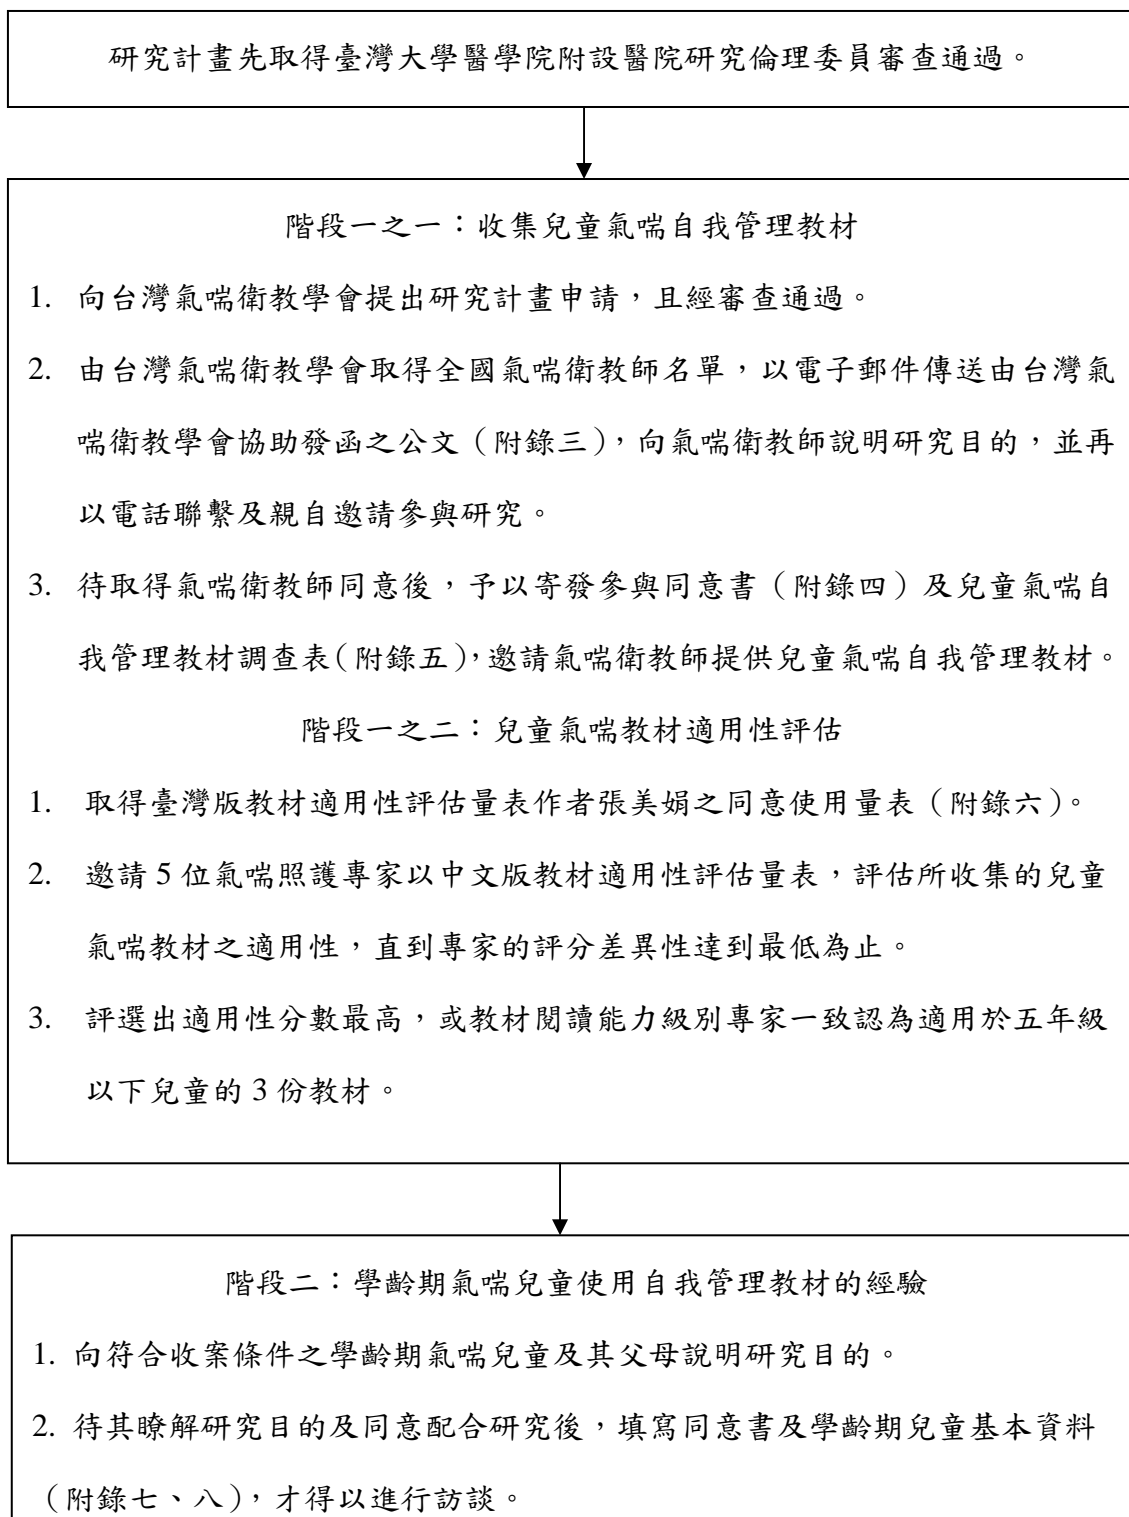 研究計畫先取得臺灣大學醫學院附設醫院研究倫理委員審查通過。
階段一之一：收集兒童氣喘自我管理教材
1. 向台灣氣喘衛教學會提出研究計畫申請，且經審查通過。
2. 由台灣氣喘衛教學會取得全國氣喘衛教師名單，以電子郵件傳送由台灣氣
喘衛教學會協助發函之公文（附錄三），向氣喘衛教師說明研究目的，並再
以電話聯繫及親自邀請參與研究。
3. 待取得氣喘衛教師同意後，予以寄發參與同意書（附錄四）及兒童氣喘自
我管理教材調查表（附錄五），邀請氣喘衛教師提供兒童氣喘自我管理教材。
階段一之二：兒童氣喘教材適用性評估
1. 取得臺灣版教材適用性評估量表作者張美娟之同意使用量表（附錄六）。
2. 邀請 5 位氣喘照護專家以中文版教材適用性評估量表，評估所收集的兒童
氣喘教材之適用性，直到專家的評分差異性達到最低為止。
3. 評選出適用性分數最高，或教材閱讀能力級別專家一致認為適用於五年級
以下兒童的 3 份教材。
階段二：學齡期氣喘兒童使用自我管理教材的經驗
1. 向符合收案條件之學齡期氣喘兒童及其父母說明研究目的。
2. 待其瞭解研究目的及同意配合研究後，填寫同意書及學齡期兒童基本資料
（附錄七、八），才得以進行訪談。